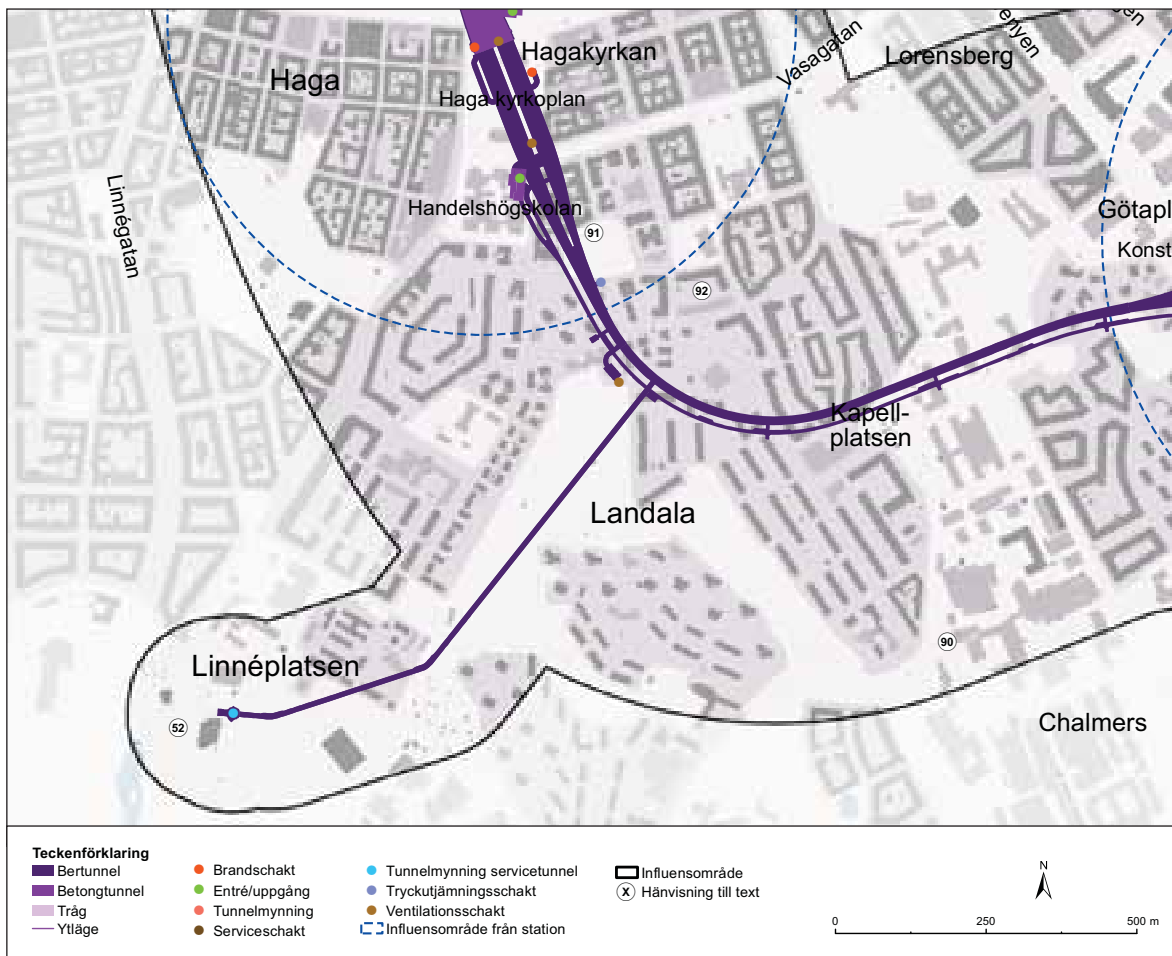 Hagakyrkan
Haga
Haga kyrkoplan
Vasagatan
Lorensberg
Linnégatan
Handelshögskolan
91
92
Götapl
Konst
Kapell-
platsen
Landala
Linnéplatsen
52
90
Chalmers
Teckenförklaring
Bertunnel
Betongtunnel
Tråg
Ytläge
Brandschakt
Entré/uppgång
Tunnelmynning
Serviceschakt
Tunnelmynning servicetunnel
Tryckutjämningsschakt
Ventilationsschakt
Influensområde från station
Influensområde
x Hänvisning till text
N
0 250 500 m